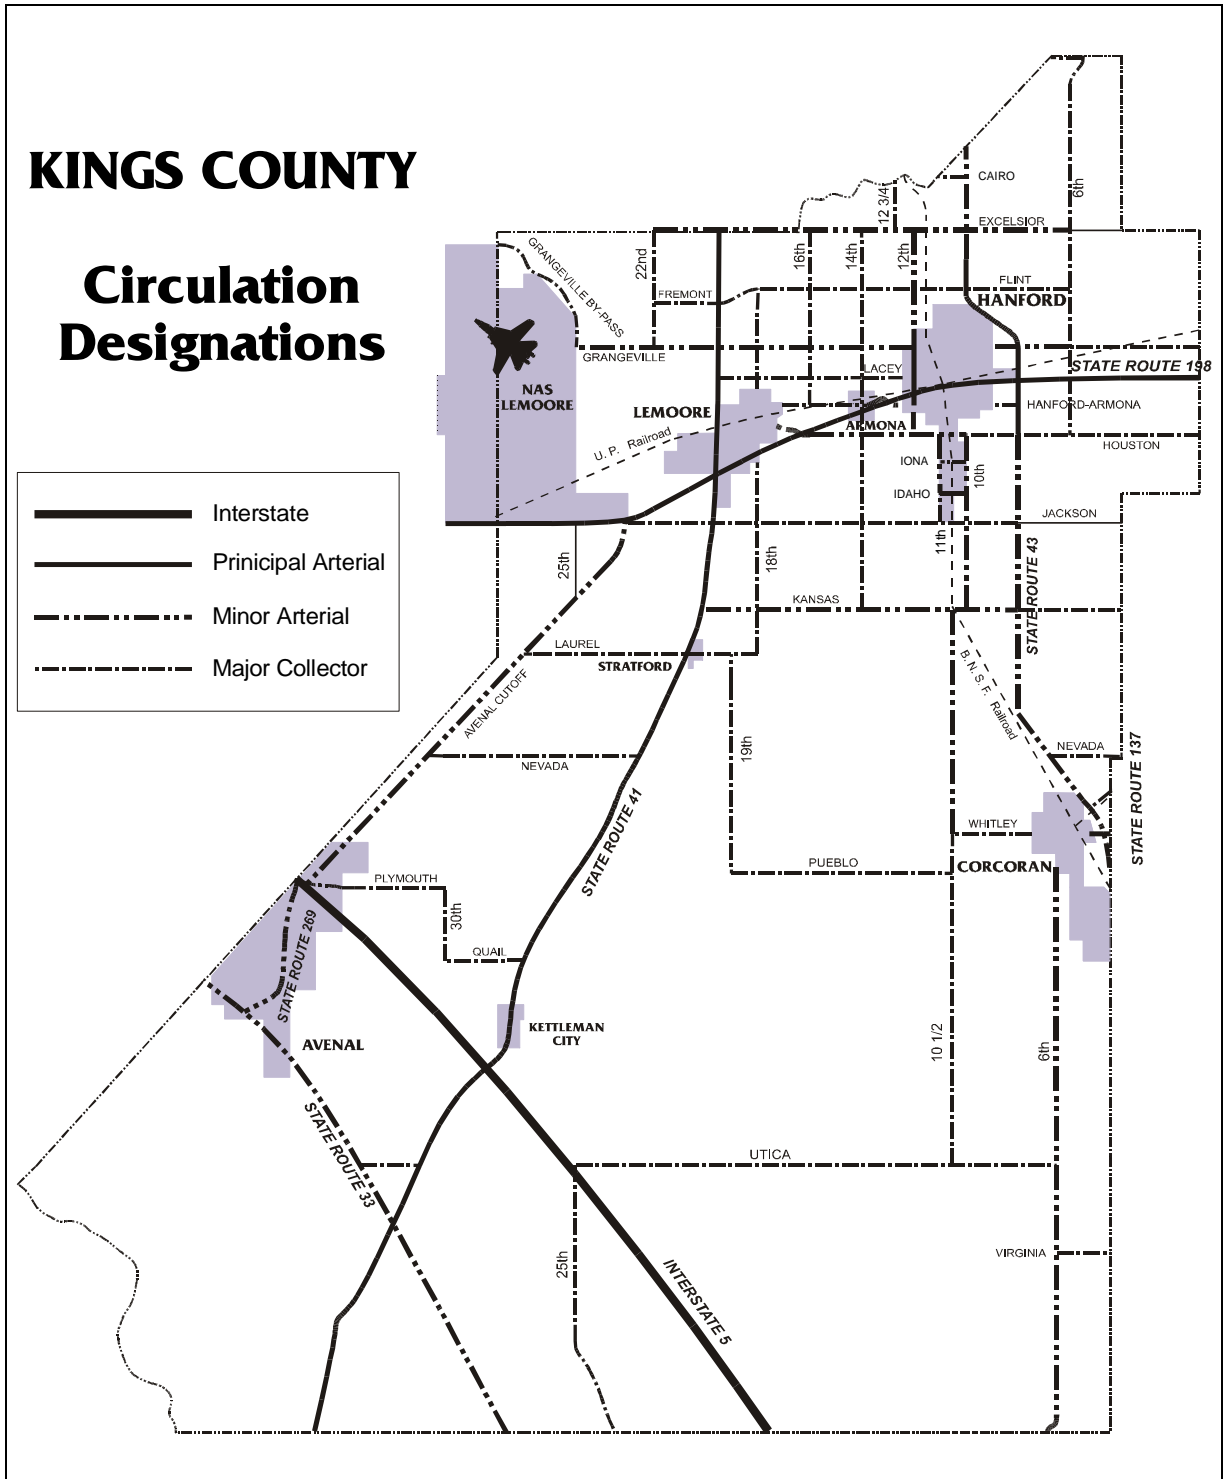 KINGS COUNTY
Circulation
Designations
Interstate
Prinicipal Arterial
Minor Arterial
Major Collector
CAIRO
12 3/4
6th
EXCELSIOR
22nd
16th
14th
12th
GRANGEVILLE BY-PASS
FREMONT
FLINT
HANFORD
GRANGEVILLE
LACEY
STATE ROUTE 198
NAS
LEMOORE
LEMOORE
HANFORD-ARMONA
ARMONA
U. P. Railroad
HOUSTON
IONA
10th
IDAHO
JACKSON
11th
25th
18th
STATE ROUTE 43
KANSAS
LAUREL
STRATFORD
B. N. S. F. Railroad
AVENAL CUTOFF
19th
NEVADA
NEVADA
STATE ROUTE 137
STATE ROUTE 41
WHITLEY
PUEBLO
CORCORAN
PLYMOUTH
30th
STATE ROUTE 269
QUAIL
KETTLEMAN
CITY
AVENAL
10 1/2
6th
STATE ROUTE 33
UTICA
25th
VIRGINIA
INTERSTATE 5